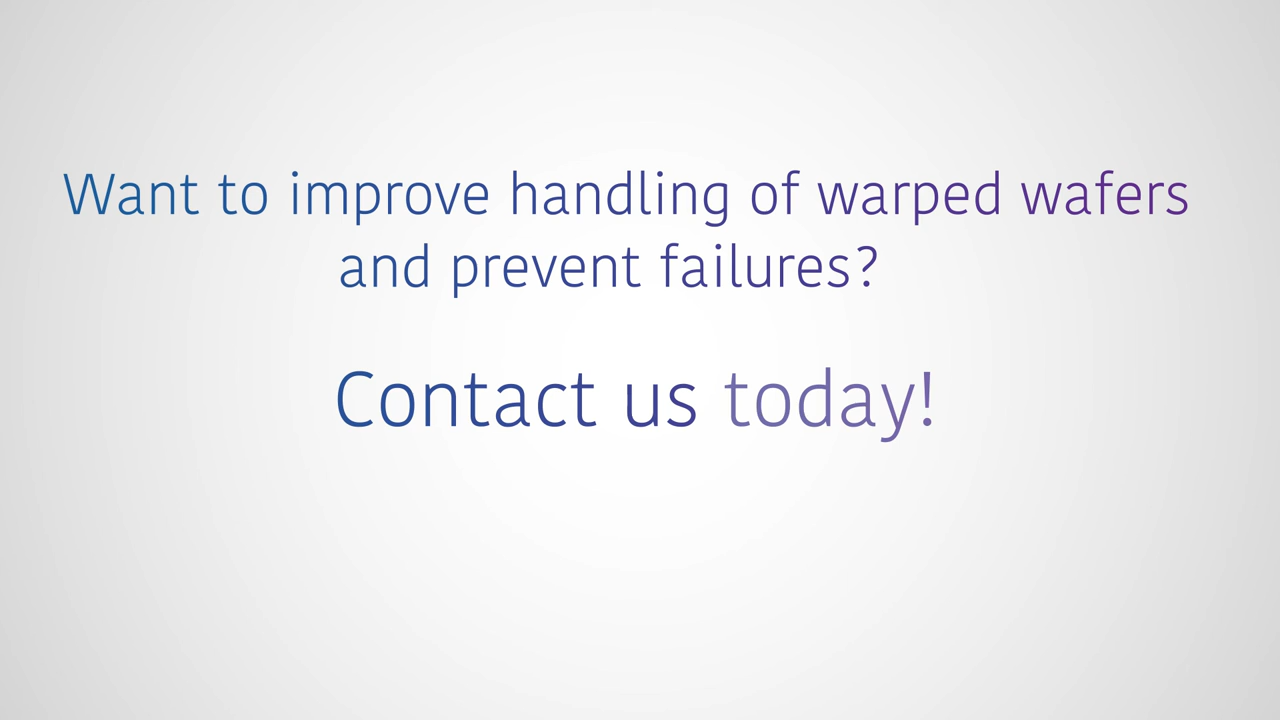 Want to improve handling of warped wafers
and prevent failures?
Contact us today!